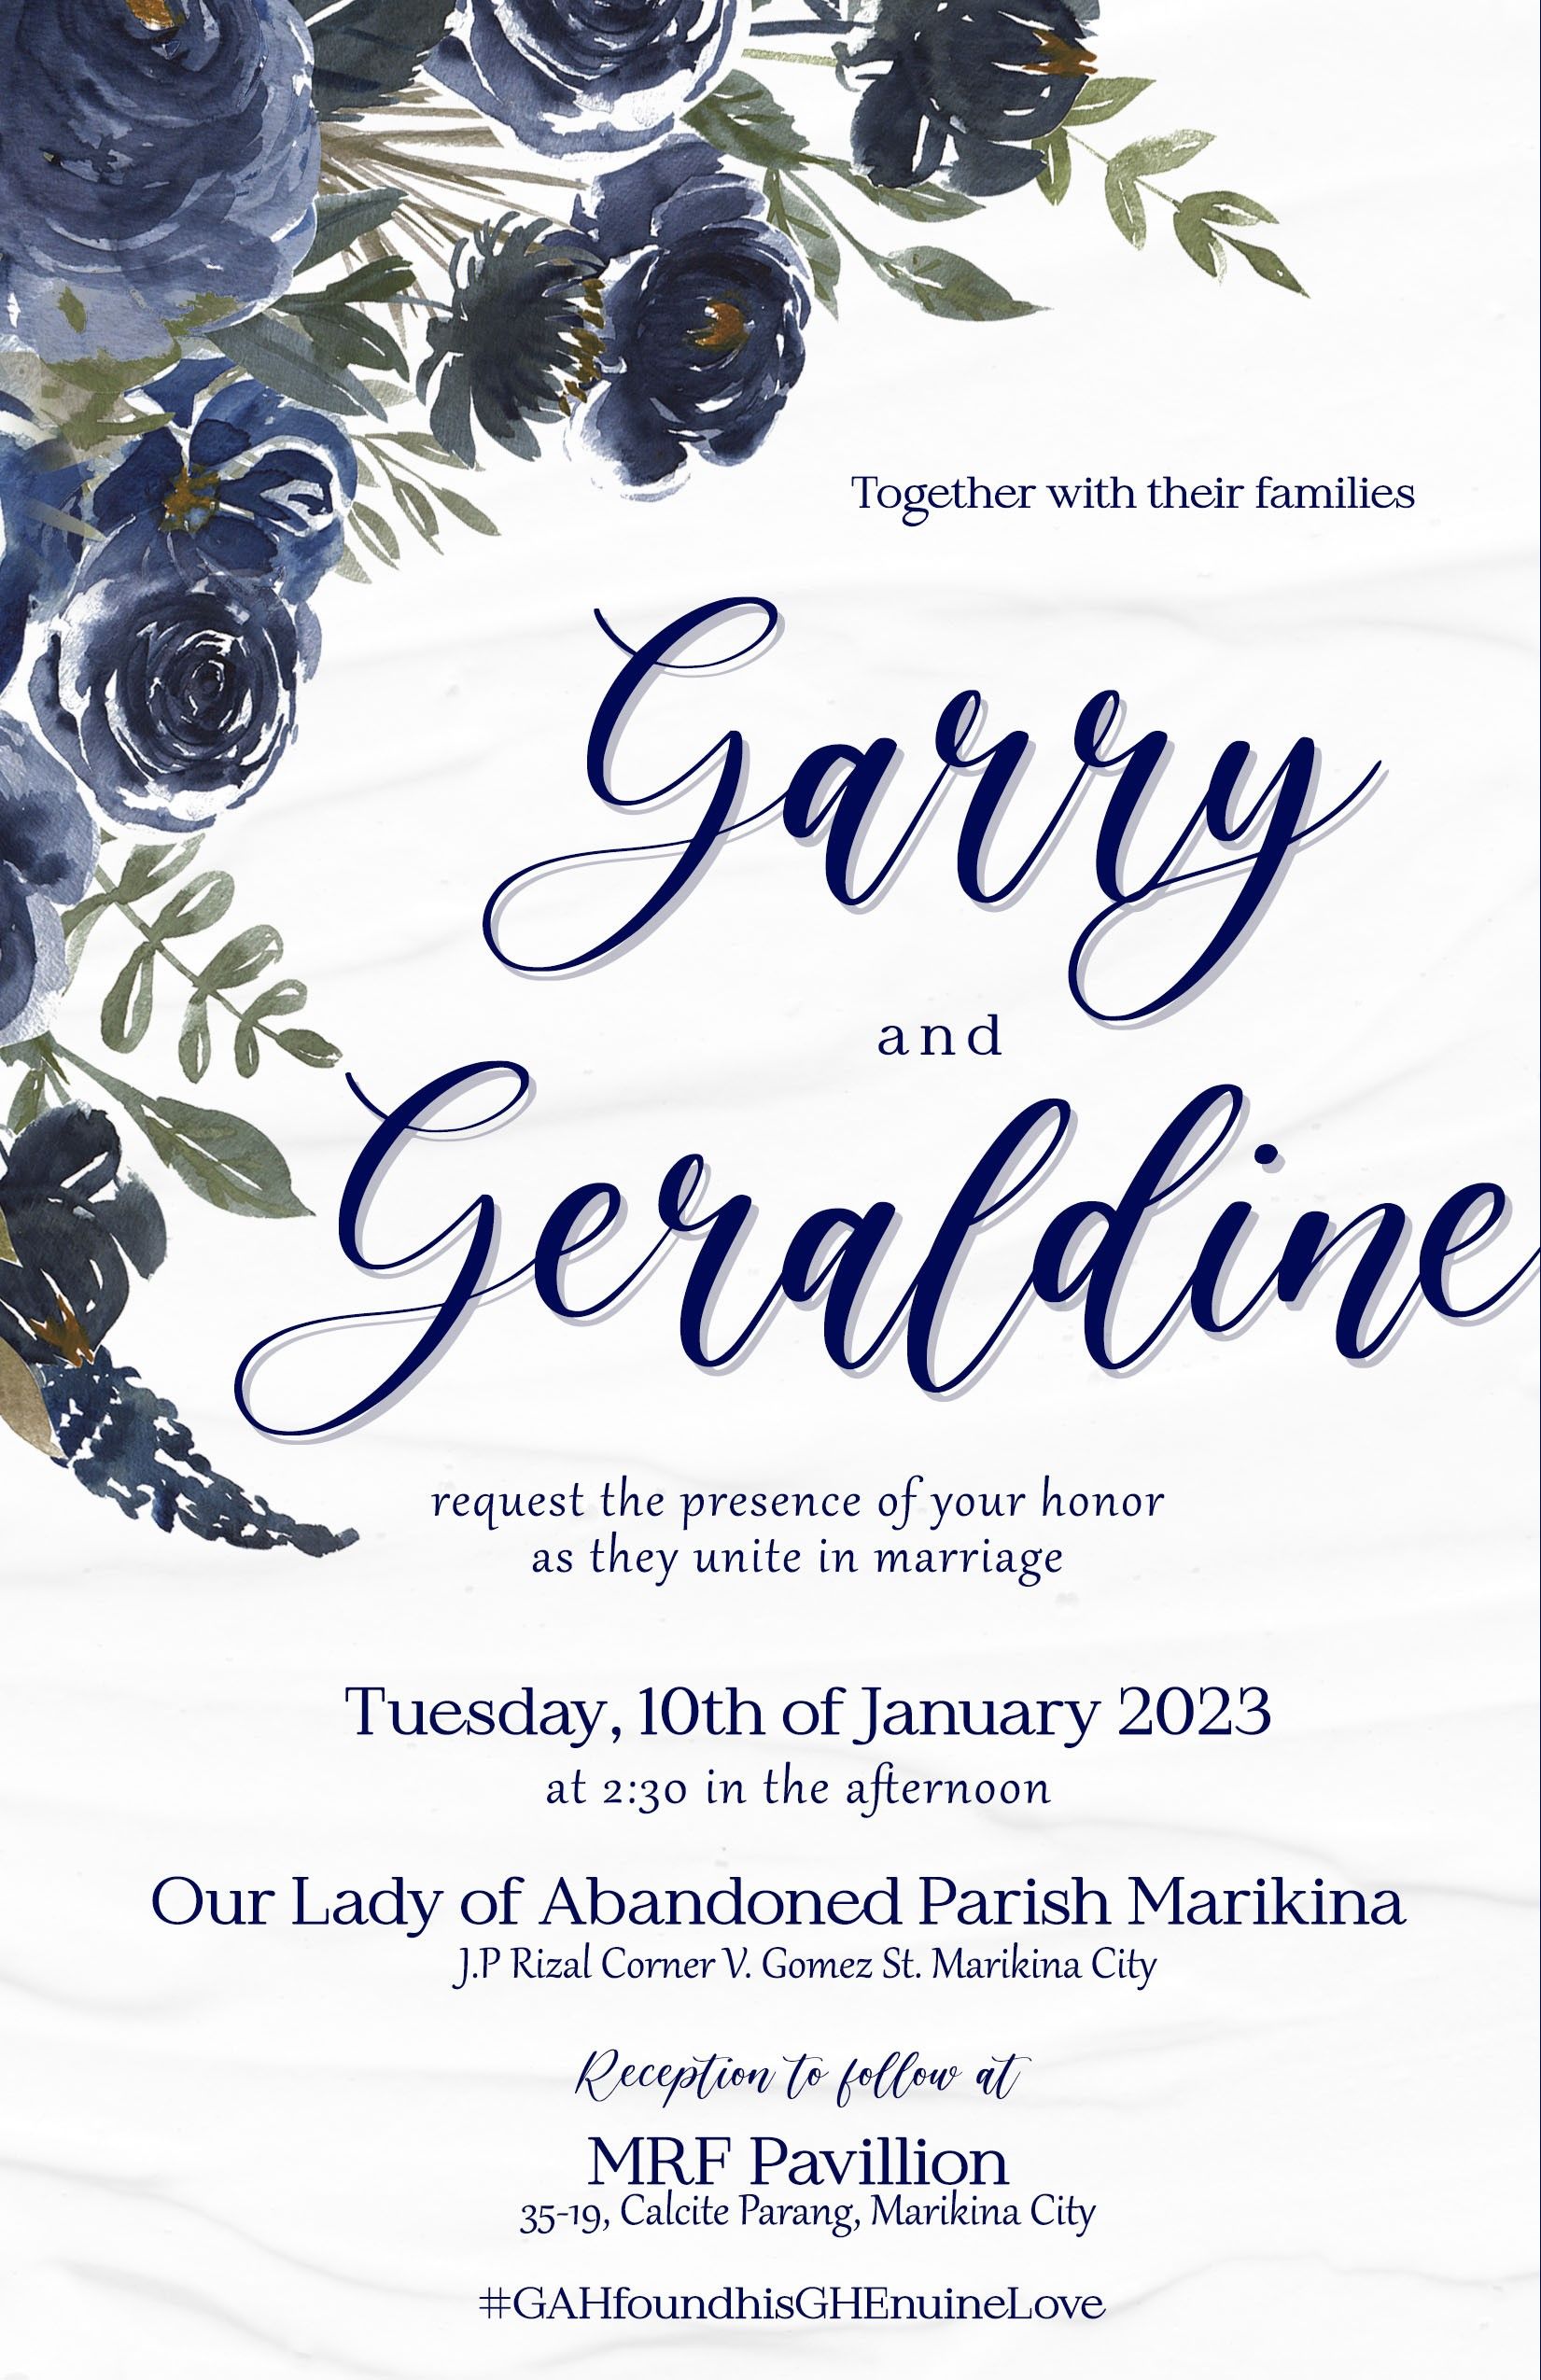 Together with their families
Garry
and
Geraldine
request the presence of your honor
as they unite in marriage
Tuesday, 10th of January 2023
at 2:30 in the afternoon
Our Lady of Abandoned Parish Marikina
J.P Rizal Corner V. Gomez St. Marikina City
Reception to follow at
MRF Pavillion
35-19, Calcite Parang, Marikina City
#GAHfoundhisGHEnuineLove